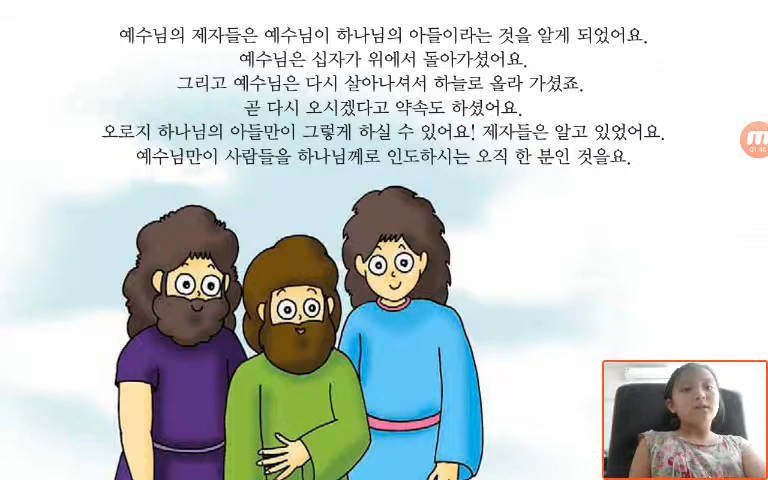 예수님의 제자들은 예수님이 하나님의 아들이라는 것을 알게 되었어요.
예수님은 십자가 위에서 돌아가셨어요.
그리고 예수님은 다시 살아나셔서 하늘로 올라 가셨죠.
곧 다시 오시겠다고 약속도 하셨어요.
오로지 하나님의 아들만이 그렇게 하실 수 있어요! 제자들은 알고 있었어요.
예수님만이 사람들을 하나님께로 인도하시는 오직 한 분인 것을요.
01:46